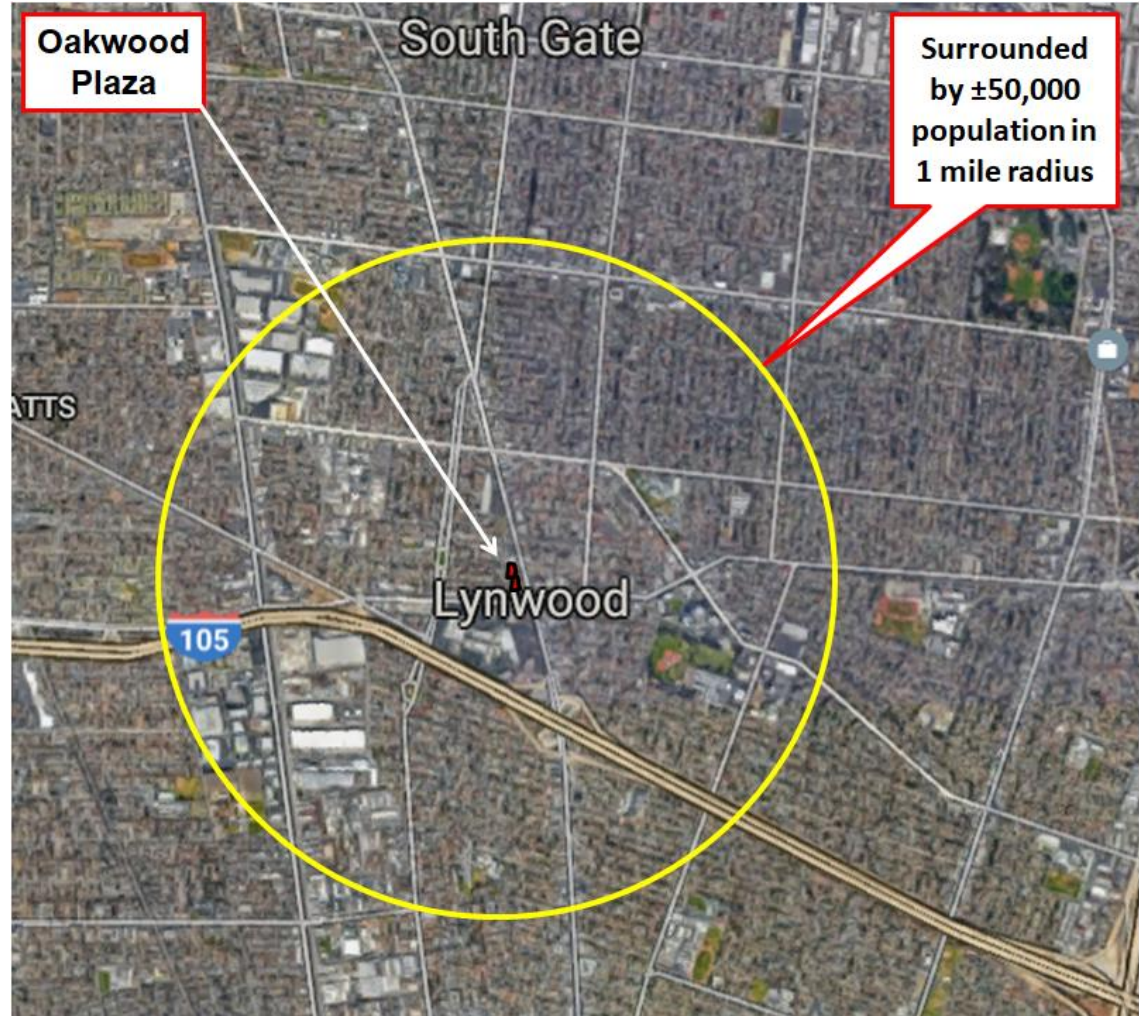 Oakwood
Plaza
South Gate
Surrounded
by ±50,000
population in
1 mile radius
ATTS
Lynwood
105